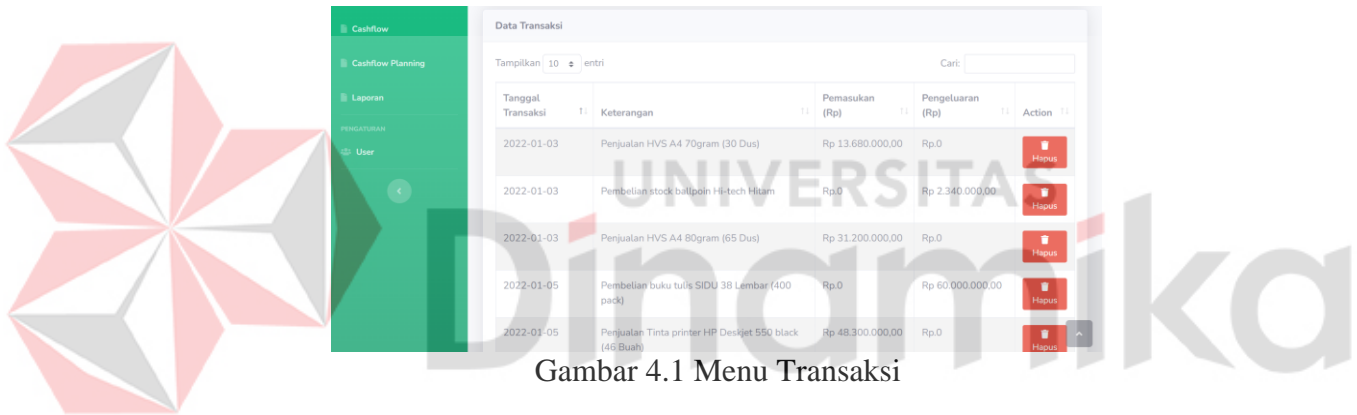 Cashflow
Cashflow Planning
Laporan
PENGATURAN
User
Data Transaksi
Tampilkan 10 entri
Cari:
Tanggal
Transaksi
Keterangan
Pemasukan
(Rp)
Pengeluaran
(Rp)
Action
2022-01-03
Penjualan HVS A4 70gram (30 Dus)
Rp 13.680.000,00
Rp.0
Hapus
2022-01-03
Pembelian stock ballpoin Hi-tech Hitam
Rp.0
Rp 2.340.000,00
Hapus
2022-01-03
Penjualan HVS A4 80gram (65 Dus)
Rp 31.200.000,00
Rp.0
Hapus
2022-01-05
Pembelian buku tulis SIDU 38 Lembar (400
pack)
Rp.0
Rp 60.000.000,00
Hapus
2022-01-05
Penjualan Tinta printer HP Deskjet 550 black
(46 Buah)
Rp 48.300.000,00
Rp.0
Hapus
UNIVERSITAS
Dinamika
Gambar 4.1 Menu Transaksi